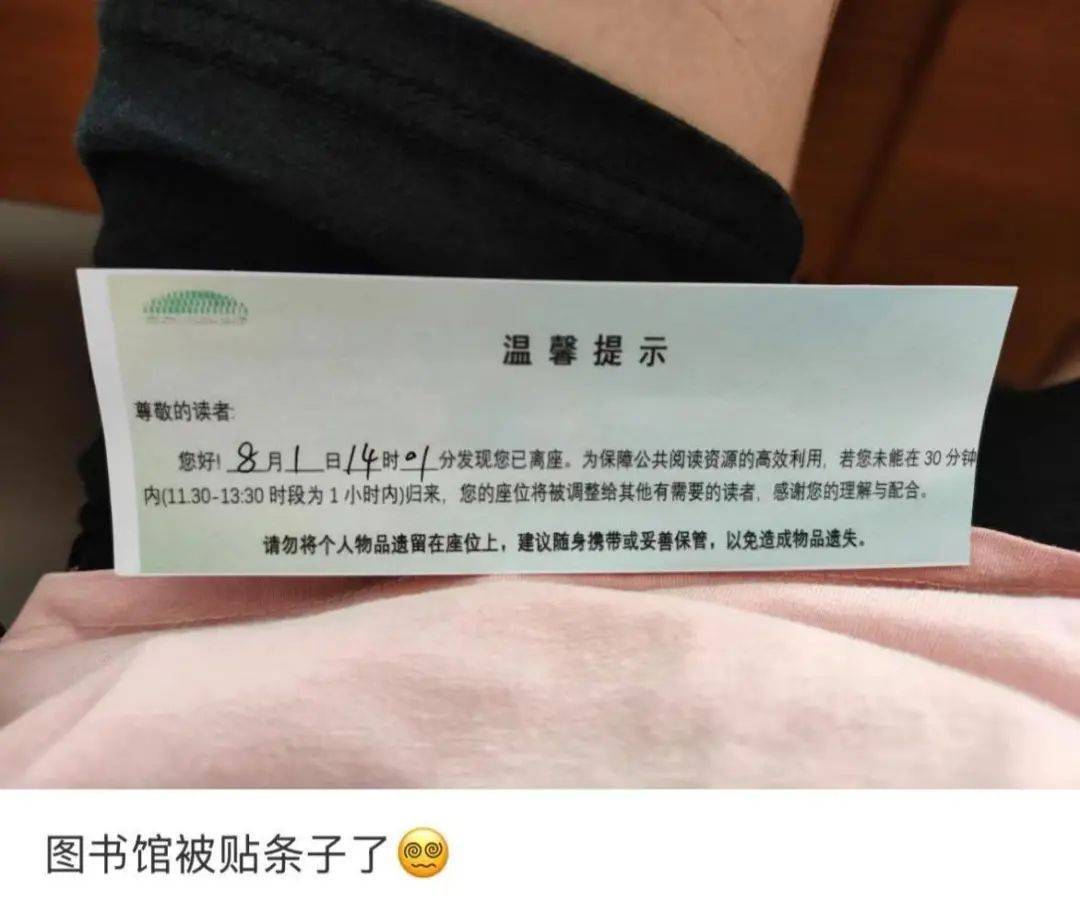 温馨提示
尊敬的读者:
您好! 8月1日14时01分发现您已离座。为保障公共阅读资源的高效利用, 若您未能在30分钟
内(11.30-13:30时段为1小时内)归来, 您的座位将被调整给其他有需要的读者, 感谢您的理解与配合。
请勿将个人物品遗留在座位上, 建议随身携带或妥善保管, 以免造成物品遗失。
图书馆被贴条子了😵‍💫